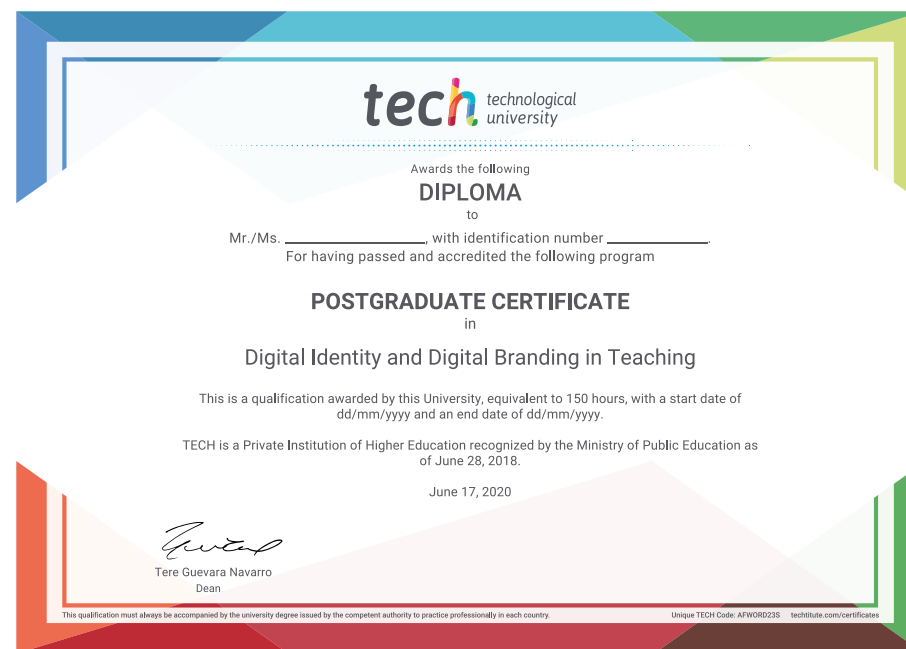 tech technological
university
Awards the following
DIPLOMA
to
Mr./Ms. ____________, with identification number ____________.
For having passed and accredited the following program
POSTGRADUATE CERTIFICATE
in
Digital Identity and Digital Branding in Teaching
This is a qualification awarded by this University, equivalent to 150 hours, with a start date of
dd/mm/yyyy and an end date of dd/mm/yyyy.
TECH is a Private Institution of Higher Education recognized by the Ministry of Public Education as
of June 28, 2018.
June 17, 2020
Tere Guevara Navarro
Dean
This qualification must always be accompanied by the university degree issued by the competent authority to practice professionally in each country.
Unique TECH Code: AFWORD23S techtitute.com/certificates